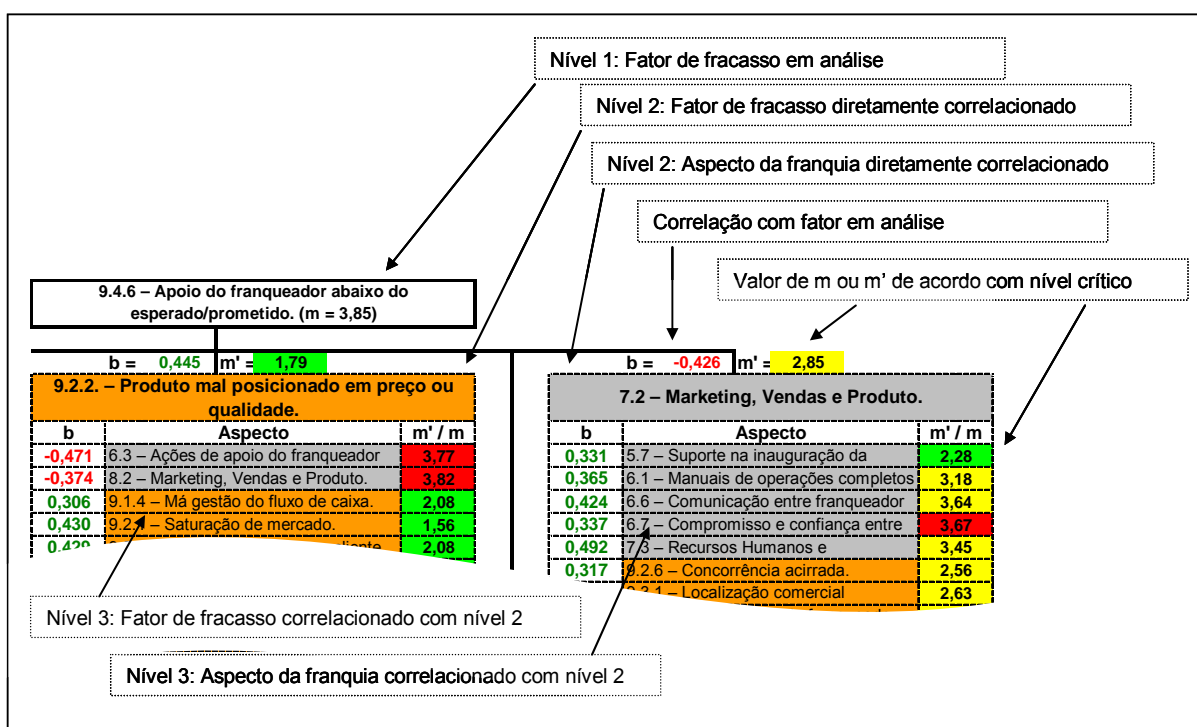 Nível 1: Fator de fracasso em análise
Nível 2: Fator de fracasso diretamente correlacionado
Nível 2: Aspecto da franquia diretamente correlacionado
Correlação com fator em análise
Valor de m ou m' de acordo com nível crítico
9.4.6 – Apoio do franqueador abaixo do
esperado/prometido. (m = 3,85)
b = 0,445 m' = 1,79
9.2.2. – Produto mal posicionado em preço ou
qualidade.
b Aspecto m' / m
-0,471 6.3 – Ações de apoio do franqueador 3,77
-0,374 8.2 – Marketing, Vendas e Produto. 3,82
0,306 9.1.4 – Má gestão do fluxo de caixa. 2,08
0,430 – Saturação de mercado. 1,56
0,429 2,08
b = -0,426 m' = 2,85
7.2 – Marketing, Vendas e Produto.
b Aspecto m' / m
0,331 5.7 – Suporte na inauguração da 2,28
0,365 6.1 – Manuais de operações completos 3,18
0,424 6.6 – Comunicação entre franqueador 3,64
0,337 6.7 – Compromisso e confiança entre 3,67
0,492 7.3 – Recursos Humanos e 3,45
0,317 9.2.6 – Concorrência acirrada. 2,56
– Localização comercial 2,63
Nível 3: Fator de fracasso correlacionado com nível 2
Nível 3: Aspecto da franquia correlacionado com nível 2